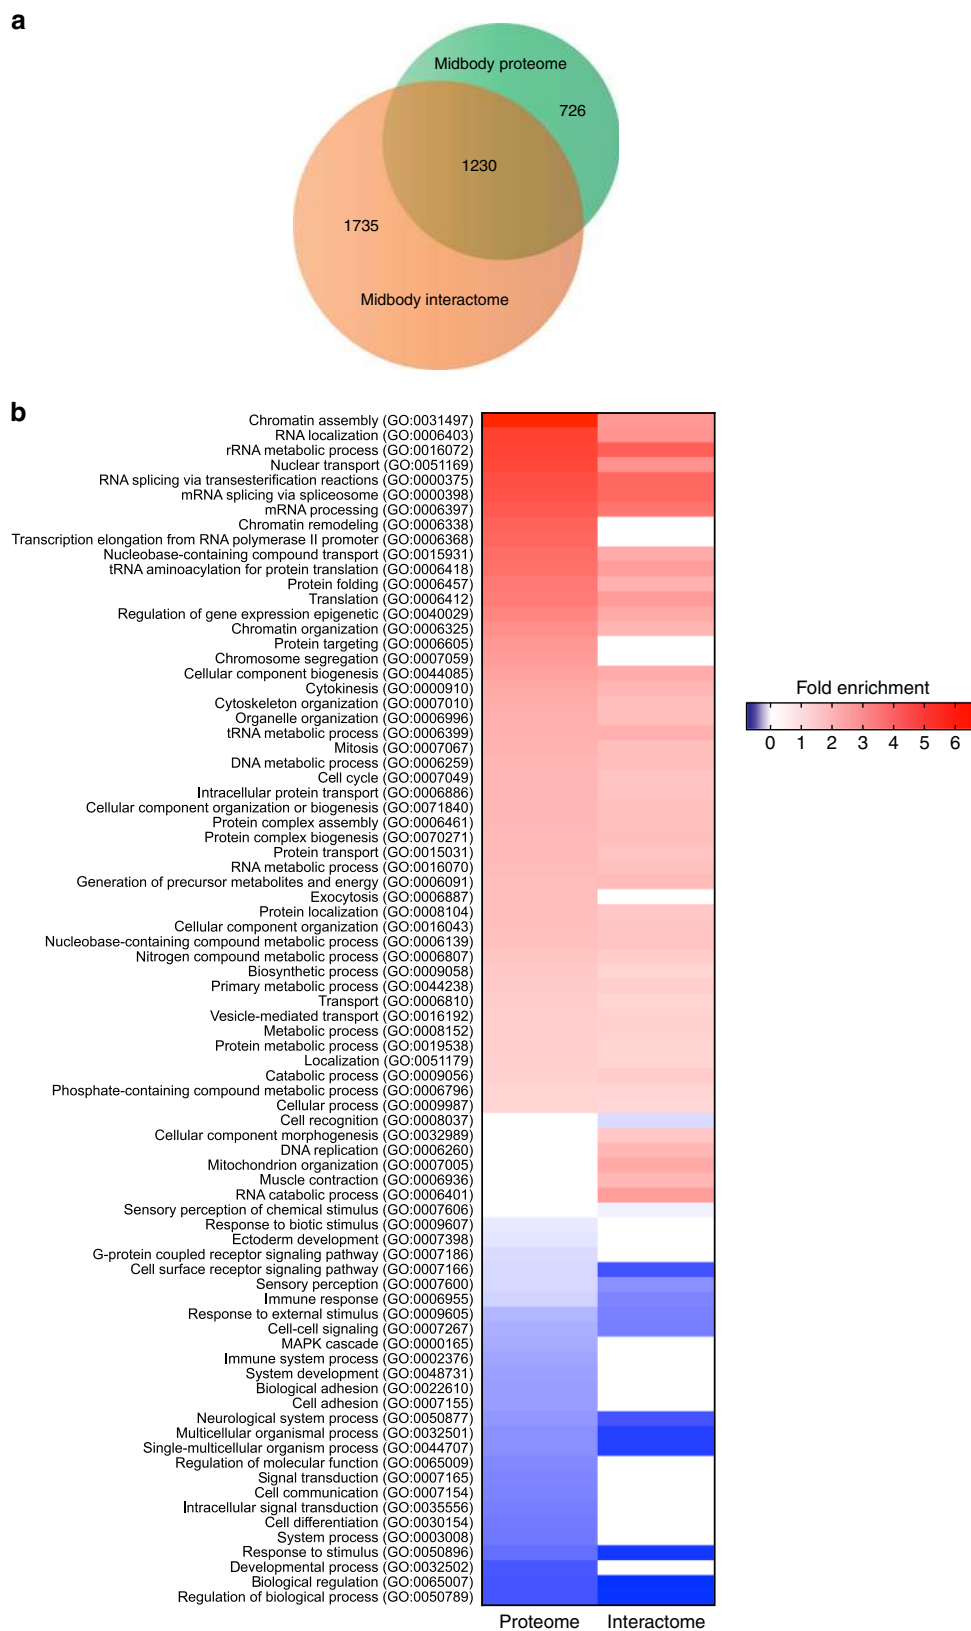 a
Midbody proteome
726
1230
1735
Midbody interactome
b
Chromatin assembly (GO:0031497)
RNA localization (GO:0006403)
rRNA metabolic process (GO:0016072)
Nuclear transport (GO:0051169)
RNA splicing via transesterification reactions (GO:0000375)
mRNA splicing via spliceosome (GO:0000398)
mRNA processing (GO:0006397)
Chromatin remodeling (GO:0006338)
Transcription elongation from RNA polymerase II promoter (GO:0006368)
Nucleobase-containing compound transport (GO:0015931)
tRNA aminoacylation for protein translation (GO:0006418)
Protein folding (GO:0006457)
Translation (GO:0006412)
Regulation of gene expression epigenetic (GO:0040029)
Chromatin organization (GO:0006325)
Protein targeting (GO:0006605)
Chromosome segregation (GO:0007059)
Cellular component biogenesis (GO:0044085)
Cytokinesis (GO:0000910)
Cytoskeleton organization (GO:0007010)
Organelle organization (GO:0006996)
tRNA metabolic process (GO:0006399)
Mitosis (GO:0007067)
DNA metabolic process (GO:0006259)
Cell cycle (GO:0007049)
Intracellular protein transport (GO:0006886)
Cellular component organization or biogenesis (GO:0071840)
Protein complex assembly (GO:0006461)
Protein complex biogenesis (GO:0070271)
Protein transport (GO:0015031)
RNA metabolic process (GO:0016070)
Generation of precursor metabolites and energy (GO:0006091)
Exocytosis (GO:0006887)
Protein localization (GO:0008104)
Cellular component organization (GO:0016043)
Nucleobase-containing compound metabolic process (GO:0006139)
Nitrogen compound metabolic process (GO:0006807)
Biosynthetic process (GO:0009058)
Primary metabolic process (GO:0044238)
Transport (GO:0006810)
Vesicle-mediated transport (GO:0016192)
Metabolic process (GO:0008152)
Protein metabolic process (GO:0019538)
Localization (GO:0051179)
Catabolic process (GO:0009056)
Phosphate-containing compound metabolic process (GO:0006796)
Cellular process (GO:0009987)
Cell recognition (GO:0008037)
Cellular component morphogenesis (GO:0032989)
DNA replication (GO:0006260)
Mitochondrion organization (GO:0007005)
Muscle contraction (GO:0006936)
RNA catabolic process (GO:0006401)
Sensory perception of chemical stimulus (GO:0007606)
Response to biotic stimulus (GO:0009607)
Ectoderm development (GO:0007398)
G-protein coupled receptor signaling pathway (GO:0007186)
Cell surface receptor signaling pathway (GO:0007166)
Sensory perception (GO:0007600)
Immune response (GO:0006955)
Response to external stimulus (GO:0009605)
Cell-cell signaling (GO:0007267)
MAPK cascade (GO:0000165)
Immune system process (GO:0002376)
System development (GO:0048731)
Biological adhesion (GO:0022610)
Cell adhesion (GO:0007155)
Neurological system process (GO:0050877)
Multicellular organismal process (GO:0032501)
Single-multicellular organism process (GO:0044707)
Regulation of molecular function (GO:0065009)
Signal transduction (GO:0007165)
Cell communication (GO:0007154)
Intracellular signal transduction (GO:0035556)
Cell differentiation (GO:0030154)
System process (GO:0003008)
Response to stimulus (GO:0050896)
Developmental process (GO:0032502)
Biological regulation (GO:0065007)
Regulation of biological process (GO:0050789)
Proteome Interactome
Fold enrichment
0 1 2 3 4 5 6